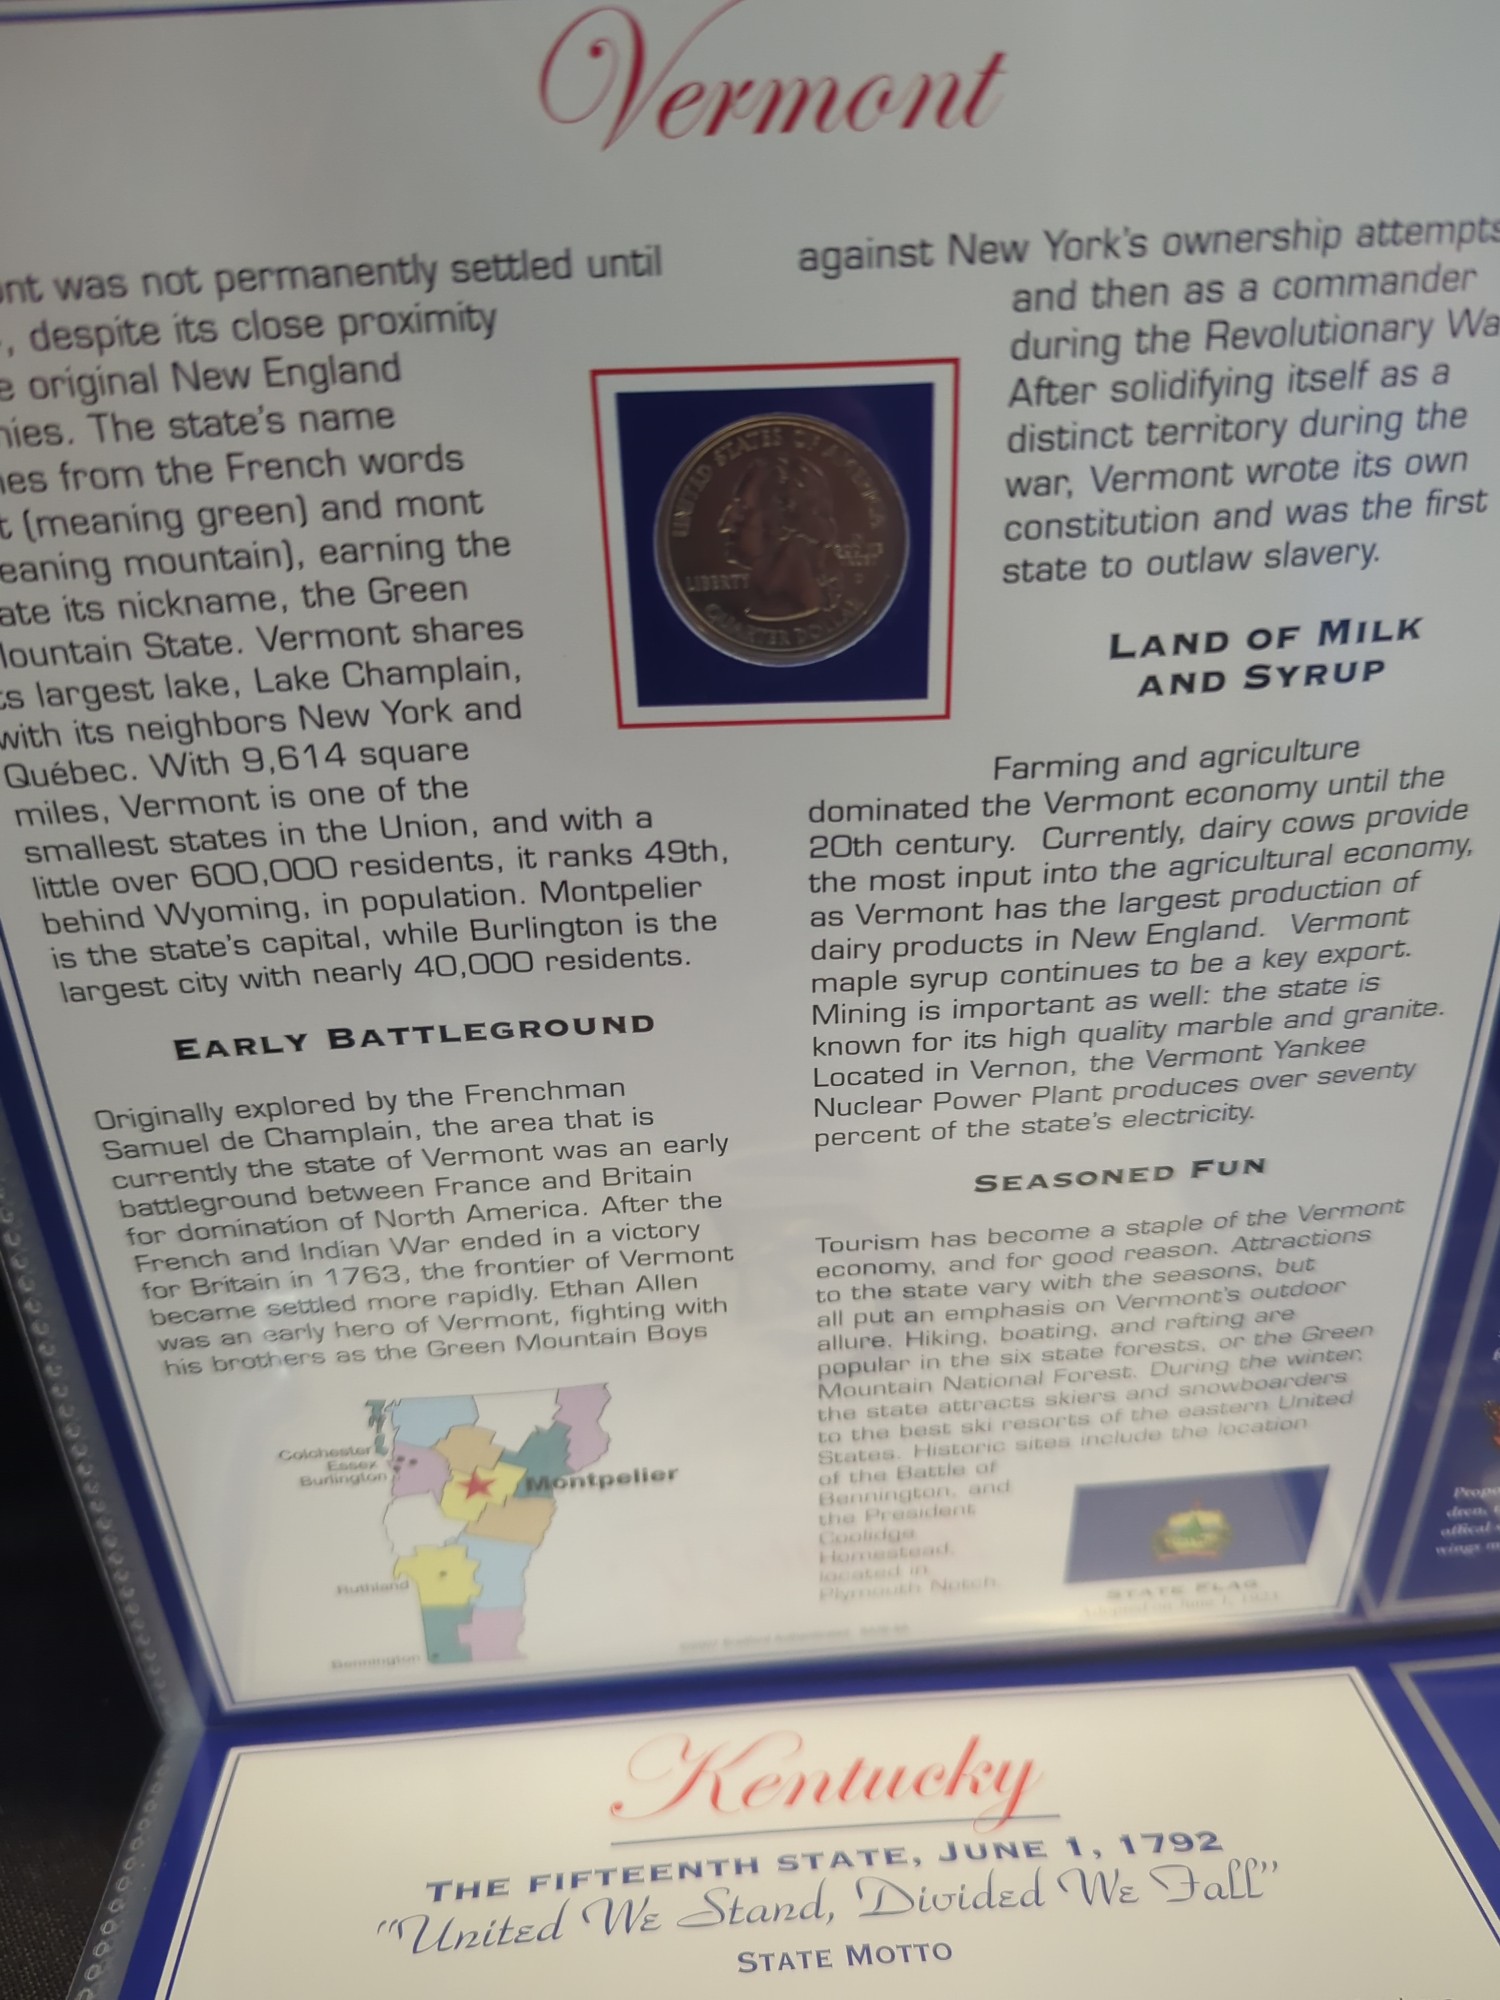 Vermont
was not permanently settled until
, despite its close proximity
original New England
The state's name
from the French words
(meaning green) and mont
mountain), earning the
its nickname, the Green
Mountain State. Vermont shares
largest lake, Lake Champlain,
with its neighbors New York and
Québec. With 9,614 square
miles, Vermont is one of the
smallest states in the Union, and with a
little over 600,000 residents, it ranks 49th,
behind Wyoming, in population. Montpelier
is the state's capital, while Burlington is the
largest city with nearly 40,000 residents.
EARLY BATTLEGROUND
Originally explored by the Frenchman
Samuel de Champlain, the area that is
currently the state of Vermont was an early
battleground between France and Britain
for domination of North America. After the
French and Indian War ended in a victory
for Britain in 1763, the frontier of Vermont
became settled more rapidly. Ethan Allen
was an early hero of Vermont, fighting with
his brothers as the Green Mountain Boys
Colchester
Essex
Burlington
Montpelier
Ruthland
Bennington
UNITED STATES OF AMERICA
LIBERTY
QUARTER DOLLAR
against New York's ownership attempts
and then as a commander
during the Revolutionary
After solidifying itself as a
distinct territory during the
war, Vermont wrote its own
constitution and was the first
state to outlaw slavery.
LAND OF MILK
AND SYRUP
Farming and agriculture
dominated the Vermont economy until the
20th century. Currently, dairy cows provide
the most input into the agricultural economy,
as Vermont has the largest production of
dairy products in New England. Vermont
maple syrup continues to be a key export.
Mining is important as well: the state is
known for its high quality marble and granite.
Located in Vernon, the Vermont Yankee
Nuclear Power Plant produces over seventy
percent of the state's electricity.
SEASONED FUN
Tourism has become a staple of the Vermont
economy, and for good reason. Attractions
to the state vary with the seasons, but
all put an emphasis on Vermont's outdoor
allure. Hiking, boating, and rafting are
popular in the six state forests, or the Green
Mountain National Forest. During the winter,
the state attracts skiers and snowboarders
to the best ski resorts of the eastern United
States. Historic sites include the location
of the Battle of
Bennington, and
the President
Coolidge
Homestead,
located in
Plymouth Notch.
STATE FLAG
Kentucky
THE FIFTEENTH STATE, JUNE 1, 1792
"United We Stand, Divided We Fall"
STATE MOTTO